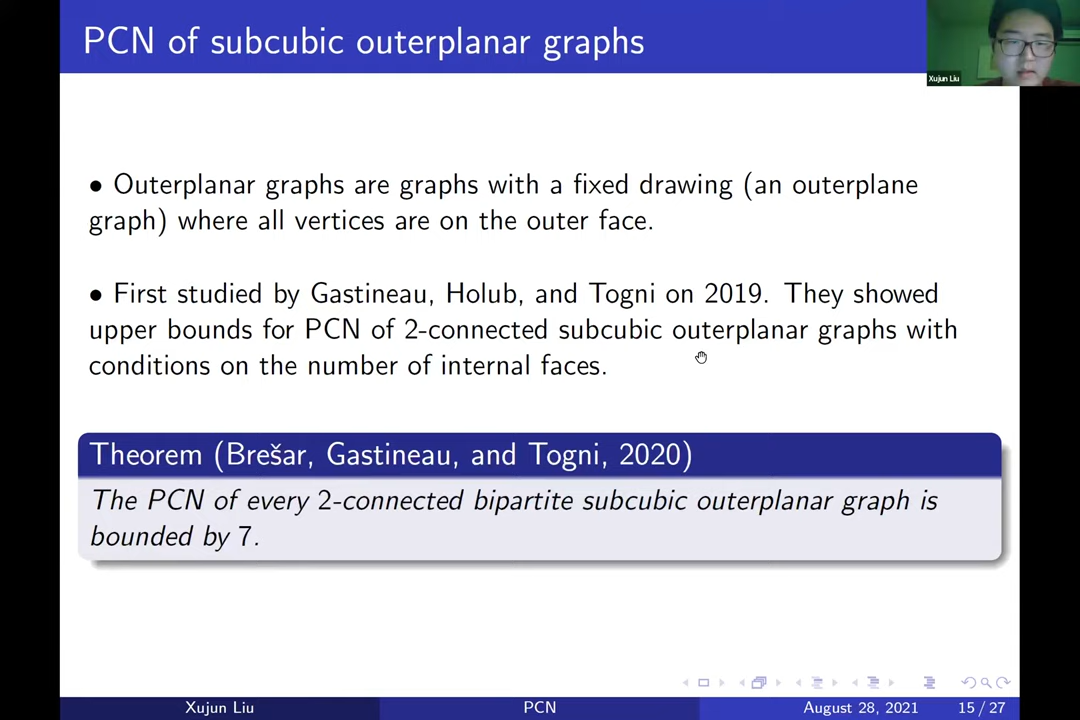 PCN of subcubic outerplanar graphs
Xujun Liu
• Outerplanar graphs are graphs with a fixed drawing (an outerplane
graph) where all vertices are on the outer face.
• First studied by Gastineau, Holub, and Togni on 2019. They showed
upper bounds for PCN of 2-connected subcubic outerplanar graphs with
conditions on the number of internal faces.
Theorem (Brešar, Gastineau, and Togni, 2020)
The PCN of every 2-connected bipartite subcubic outerplanar graph is
bounded by 7.
Xujun Liu PCN August 28, 2021 15 / 27